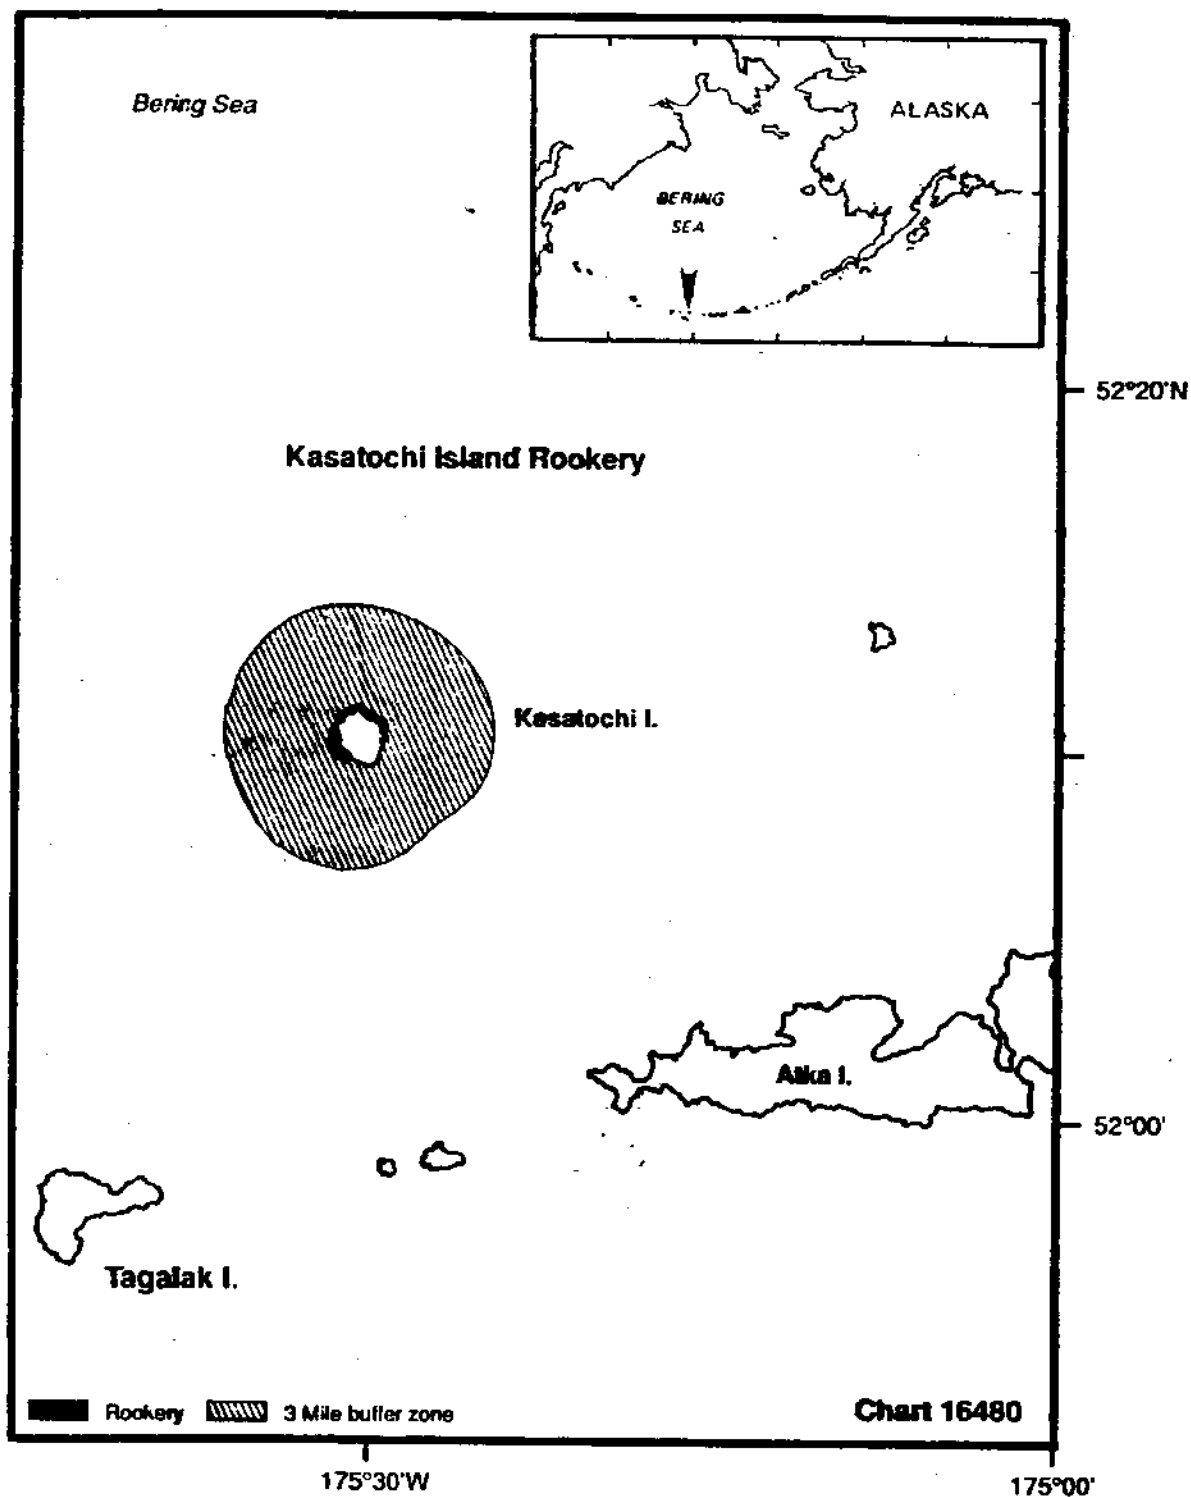 Bering Sea
ALASKA
BERING
SEA
52°20'N
Kasatochi Island Rookery
Kasatochi I.
Atka I.
52°00'
Tagalak I.
Rookery
3 Mile buffer zone
Chart 16480
175°30'W
175°00'